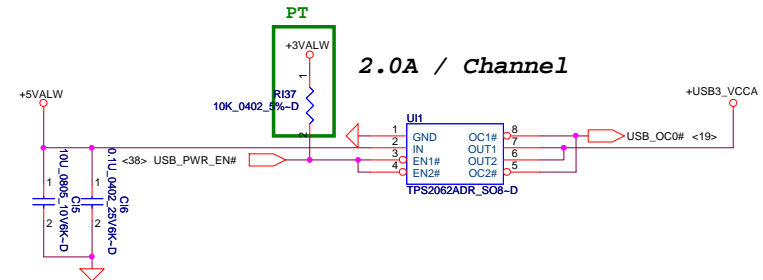 PT
+3VALW
2.0A / Channel
1
RI37
10K_0402_5%~D
2
+5VALW
+USB3_VCCA
UI1
1 GND OC1# 8
2 IN OUT1 7
3 EN1# OUT2 6
4 EN2# OC2# 5
TPS2062ADR_SO8~D
<38> USB_PWR_EN#
USB_OC0# <19>
1
2
CI5
10U_0805_10V6K~D
1
2
CI6
0.1U_0402_25V6K~D